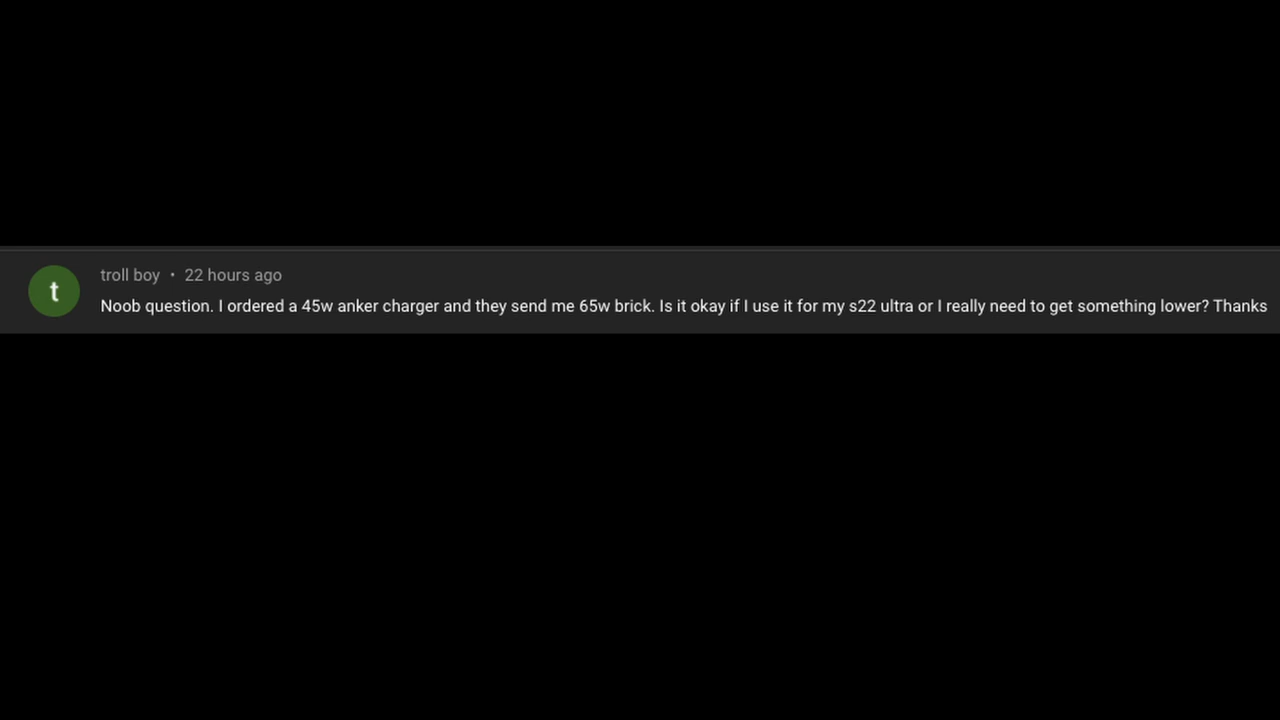 t
troll boy • 22 hours ago
Noob question. I ordered a 45w anker charger and they send me 65w brick. Is it okay if I use it for my s22 ultra or I really need to get something lower? Thanks